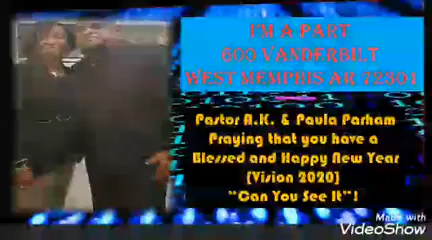 I'M A PART
600 VANDERBILT
WEST MEMPHIS AR 72301
Pastor A.K. & Paula Parham
Praying that you have a
Blessed and Happy New Year
(Vision 2020)
“Can You See It”!
Made with
VideoShow